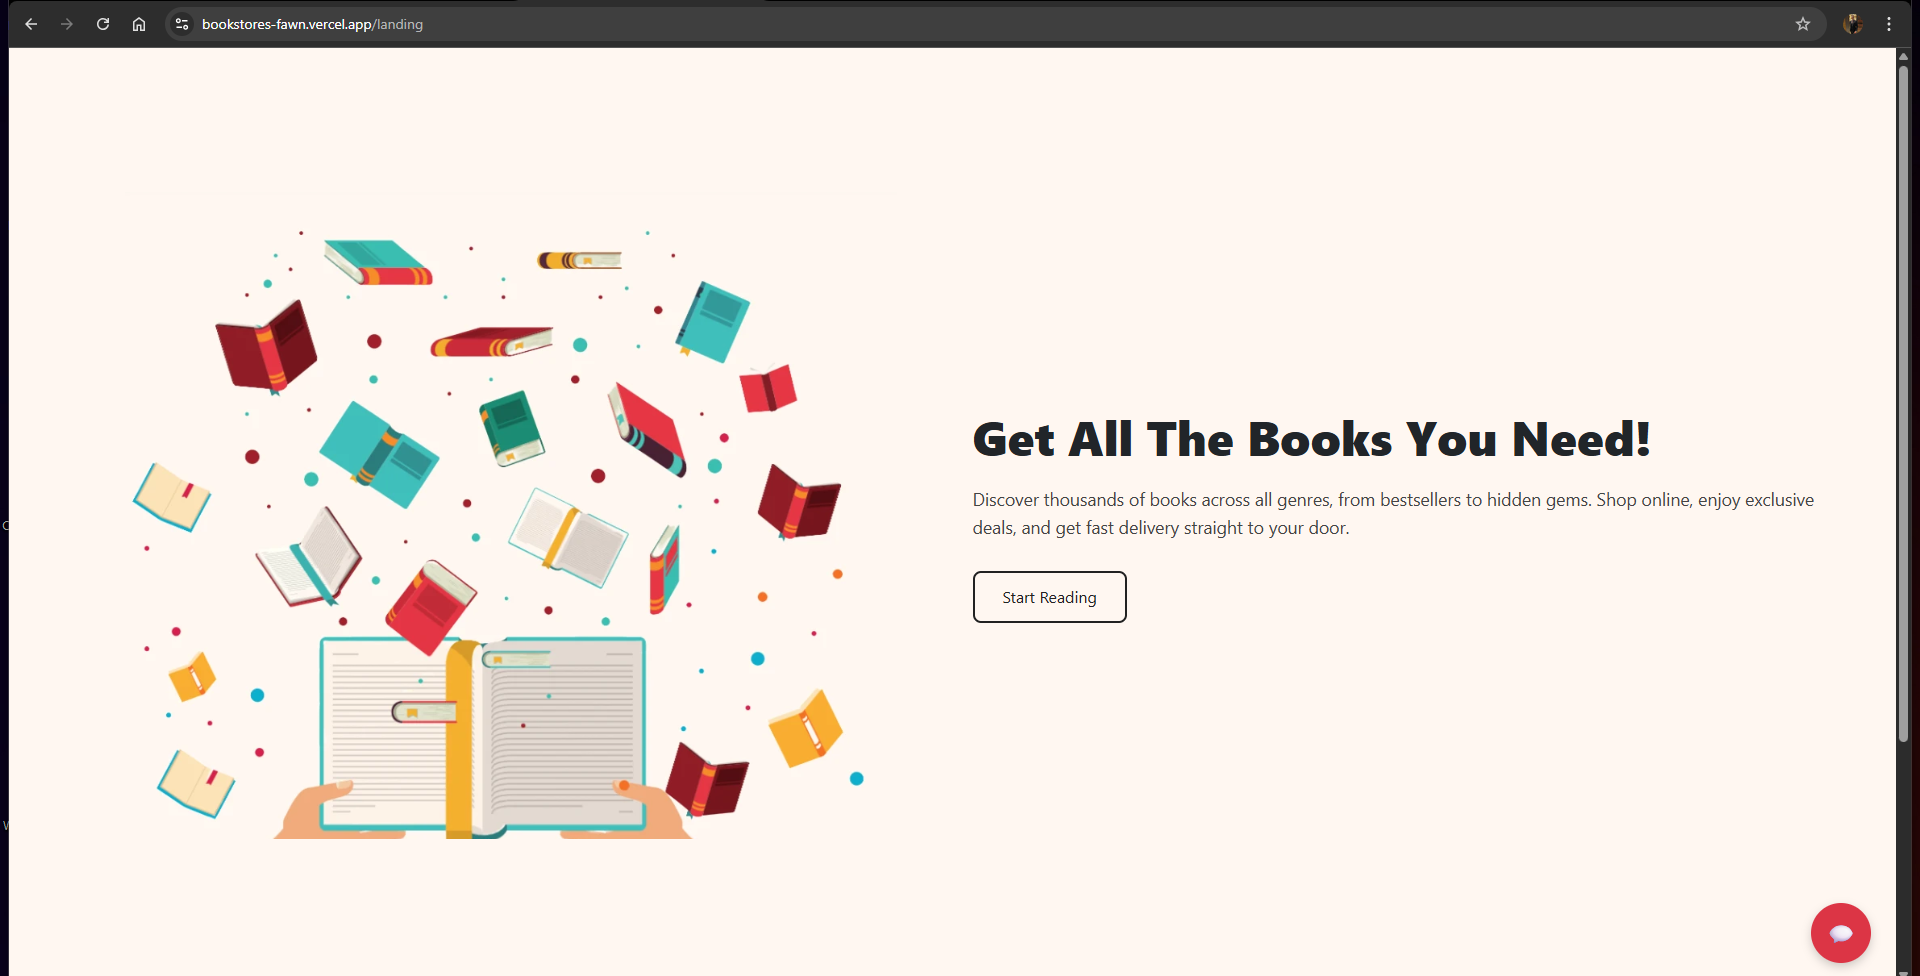 bookstores-fawn.vercel.app/landing
Get All The Books You Need!
Discover thousands of books across all genres, from bestsellers to hidden gems. Shop online, enjoy exclusive
deals, and get fast delivery straight to your door.
Start Reading